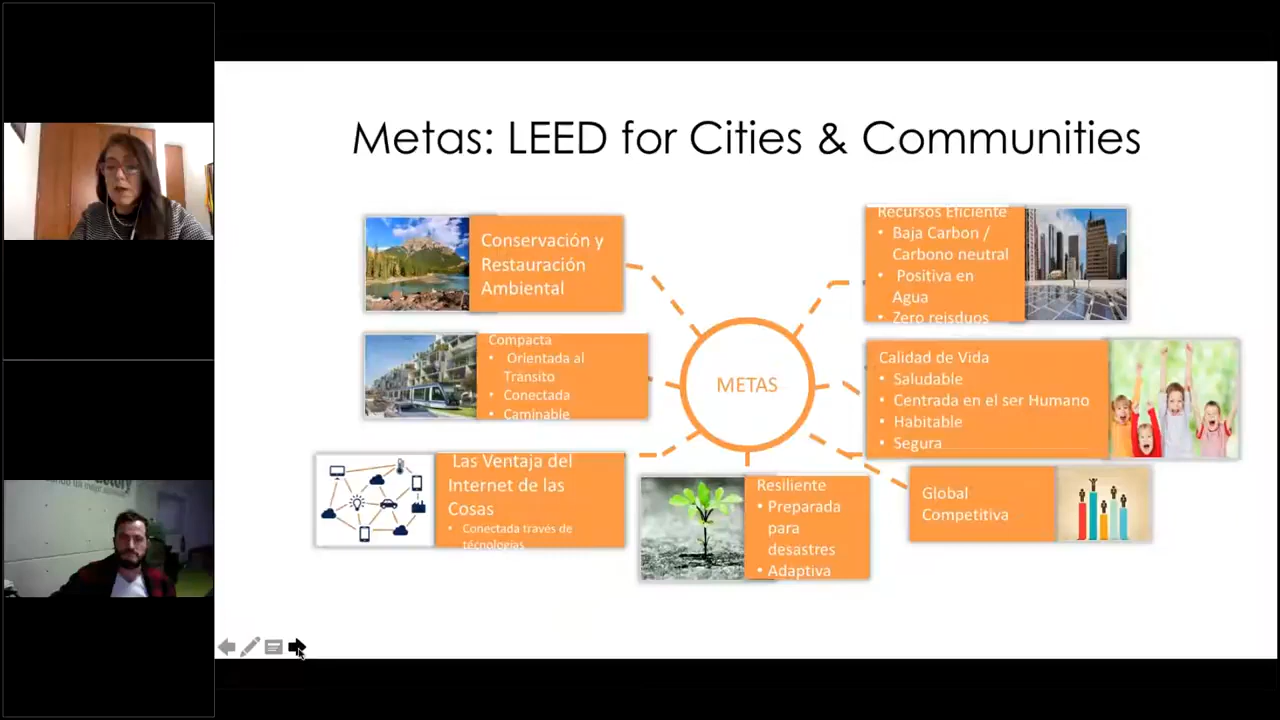 Metas: LEED for Cities & Communities
Conservación y
Restauración
Ambiental
Compacta
• Orientada al
Transito
• Conectada
• Caminable
Las Ventaja del
Internet de las
Cosas
• Conectada través de
técnologías
METAS
Resiliente
• Preparada
para
desastres
• Adaptiva
Recursos Eficiente
• Baja Carbon /
Carbono neutral
• Positiva en
Agua
• Zero reisduos
Calidad de Vida
• Saludable
• Centrada en el ser Humano
• Habitable
• Segura
Global
Competitiva